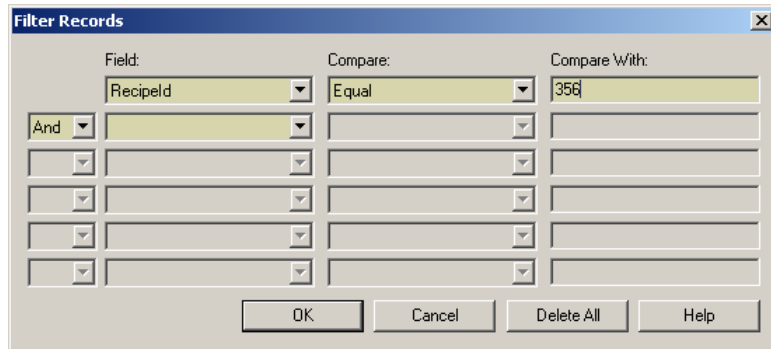 Filter Records
Field: Compare: Compare With:
RecipeId Equal 356
And
OK Cancel Delete All Help